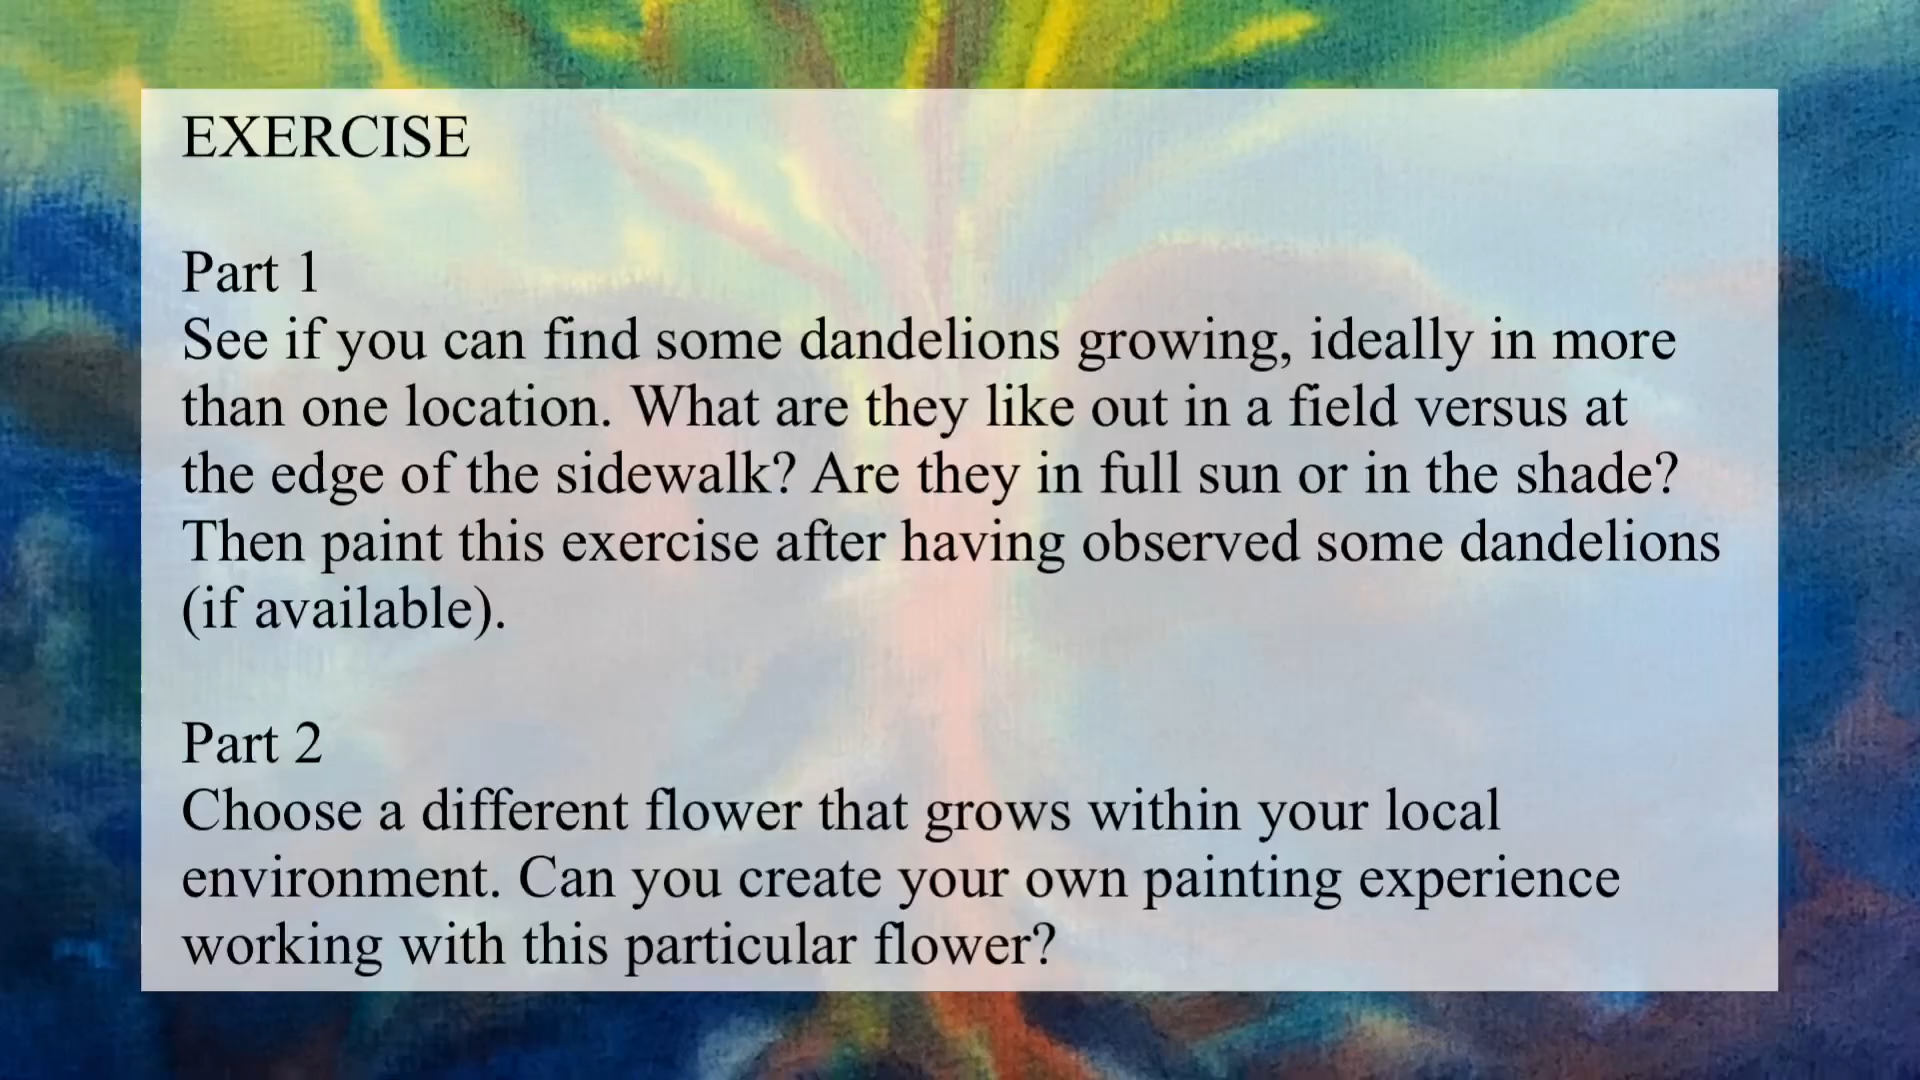 EXERCISE
Part 1
See if you can find some dandelions growing, ideally in more
than one location. What are they like out in a field versus at
the edge of the sidewalk? Are they in full sun or in the shade?
Then paint this exercise after having observed some dandelions
(if available).
Part 2
Choose a different flower that grows within your local
environment. Can you create your own painting experience
working with this particular flower?